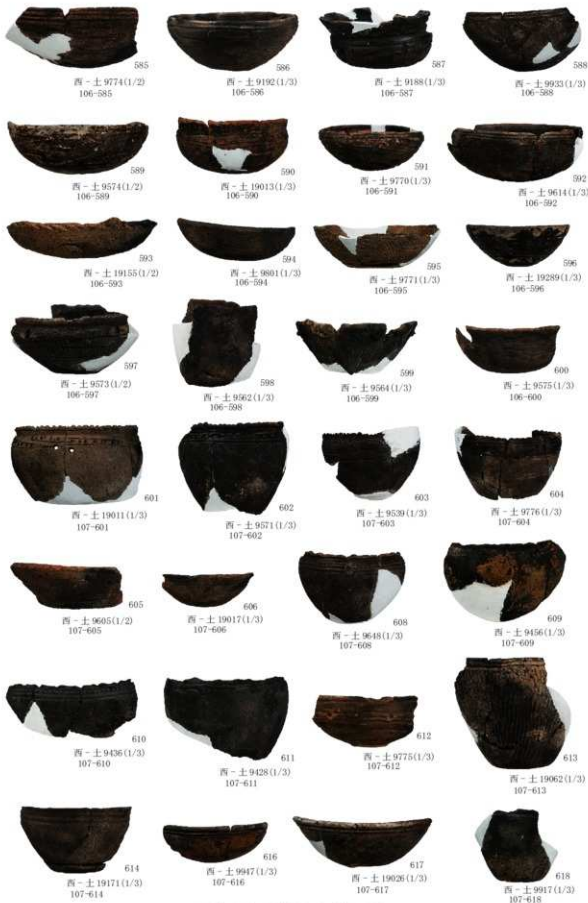 585
西-土 9774(1/2)
106-585
586
西-土 9192(1/3)
106-586
587
西-土 9188(1/3)
106-587
588
西-土 9933(1/3)
106-588
589
西-土 9574(1/2)
106-589
590
西-土 19013(1/3)
106-590
591
西-土 9770(1/3)
106-591
592
西-土 9614(1/3)
106-592
593
西-土 19155(1/2)
106-593
594
西-土 9801(1/3)
106-594
595
西-土 9771(1/3)
106-595
596
西-土 19289(1/3)
106-596
597
西-土 9573(1/2)
106-597
598
西-土 9562(1/3)
106-598
599
西-土 9564(1/3)
106-599
600
西-土 9575(1/3)
106-600
601
西-土 19011(1/3)
107-601
602
西-土 9571(1/3)
107-602
603
西-土 9539(1/3)
107-603
604
西-土 9776(1/3)
107-604
605
西-土 9605(1/2)
107-605
606
西-土 19017(1/3)
107-606
608
西-土 9648(1/3)
107-608
609
西-土 9456(1/3)
107-609
610
西-土 9436(1/3)
107-610
611
西-土 9428(1/3)
107-611
612
西-土 9775(1/3)
107-612
613
西-土 19062(1/3)
107-613
614
西-土 19171(1/3)
107-614
616
西-土 9947(1/3)
107-616
617
西-土 19026(1/3)
107-617
618
西-土 9917(1/3)
107-618